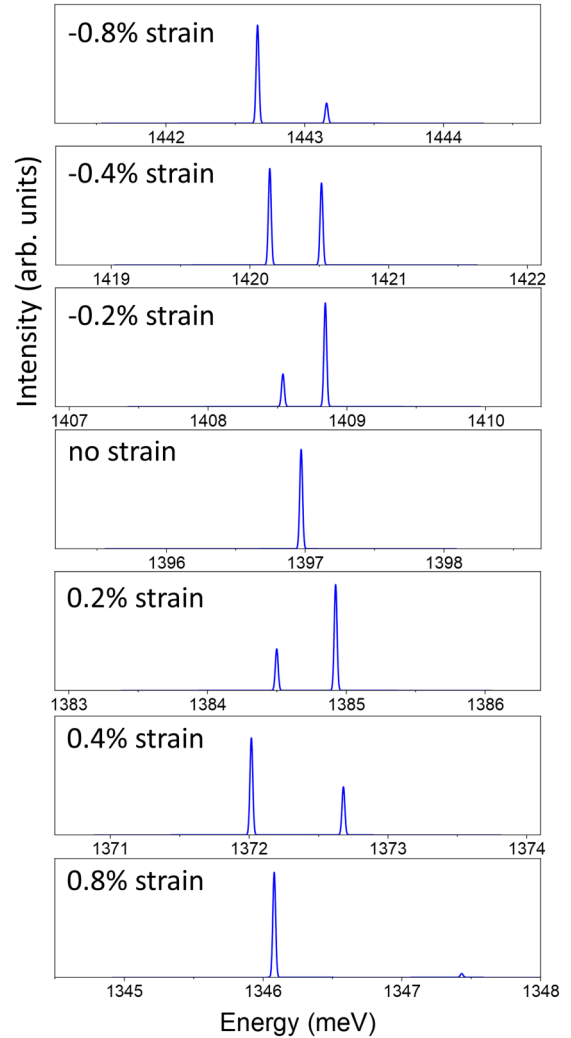 -0.8% strain
1442 1443 1444
-0.4% strain
1419 1420 1421 1422
-0.2% strain
1407 1408 1409 1410
no strain
1396 1397 1398
0.2% strain
1383 1384 1385 1386
0.4% strain
1371 1372 1373 1374
0.8% strain
1345 1346 1347 1348
Energy (meV)
Intensity (arb. units)